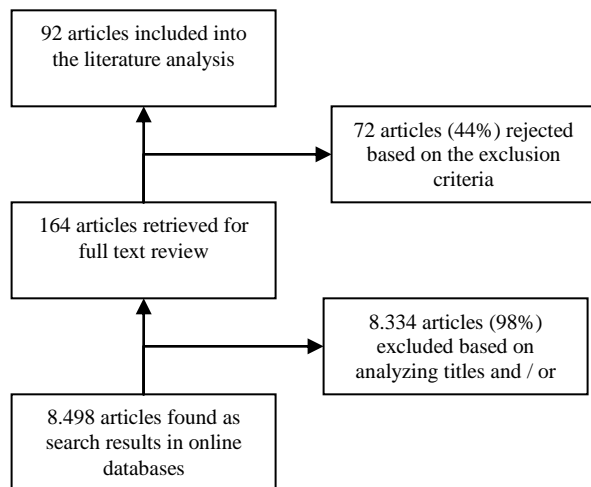 92 articles included into
the literature analysis
72 articles (44%) rejected
based on the exclusion
criteria
164 articles retrieved for
full text review
8.334 articles (98%)
excluded based on
analyzing titles and / or
8.498 articles found as
search results in online
databases